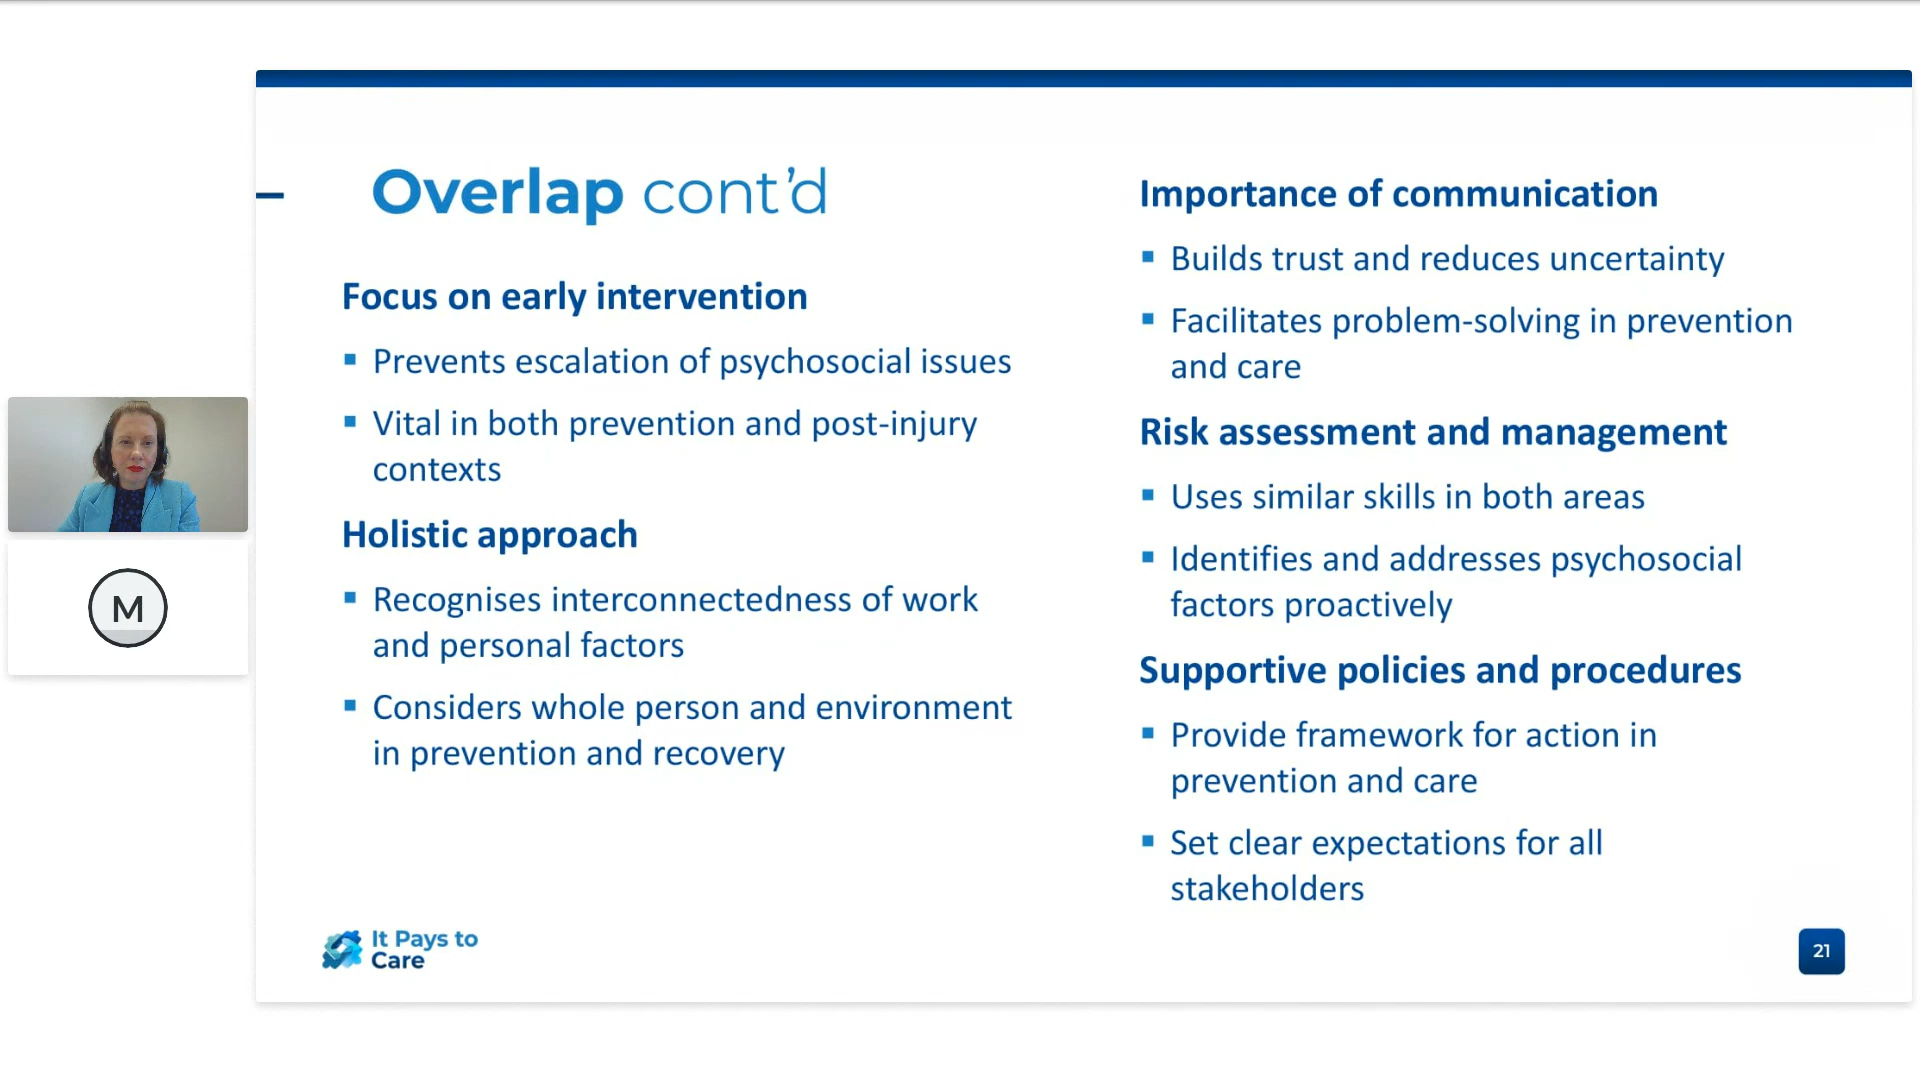 Overlap cont’d
Focus on early intervention
▪ Prevents escalation of psychosocial issues
▪ Vital in both prevention and post-injury
contexts
Holistic approach
▪ Recognises interconnectedness of work
and personal factors
▪ Considers whole person and environment
in prevention and recovery
Importance of communication
▪ Builds trust and reduces uncertainty
▪ Facilitates problem-solving in prevention
and care
Risk assessment and management
▪ Uses similar skills in both areas
▪ Identifies and addresses psychosocial
factors proactively
Supportive policies and procedures
▪ Provide framework for action in
prevention and care
▪ Set clear expectations for all
stakeholders
M
It Pays to
Care
21